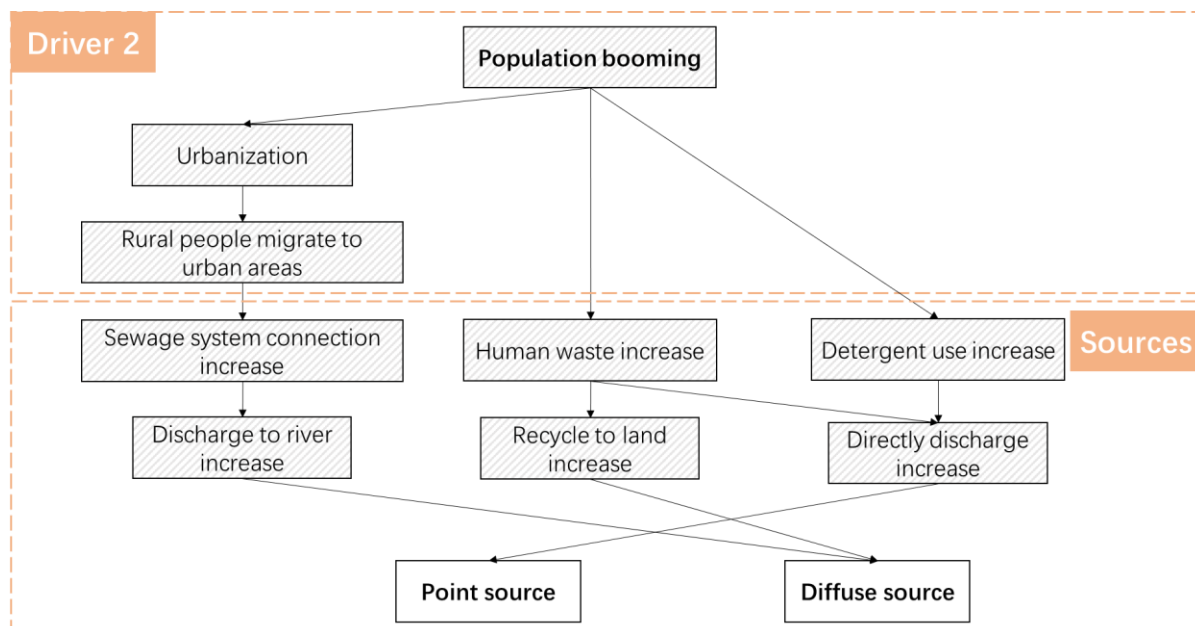 Driver 2
Population booming
Urbanization
Rural people migrate to
urban areas
Sources
Sewage system connection
increase
Human waste increase
Detergent use increase
Discharge to river
increase
Recycle to land
increase
Directly discharge
increase
Point source
Diffuse source